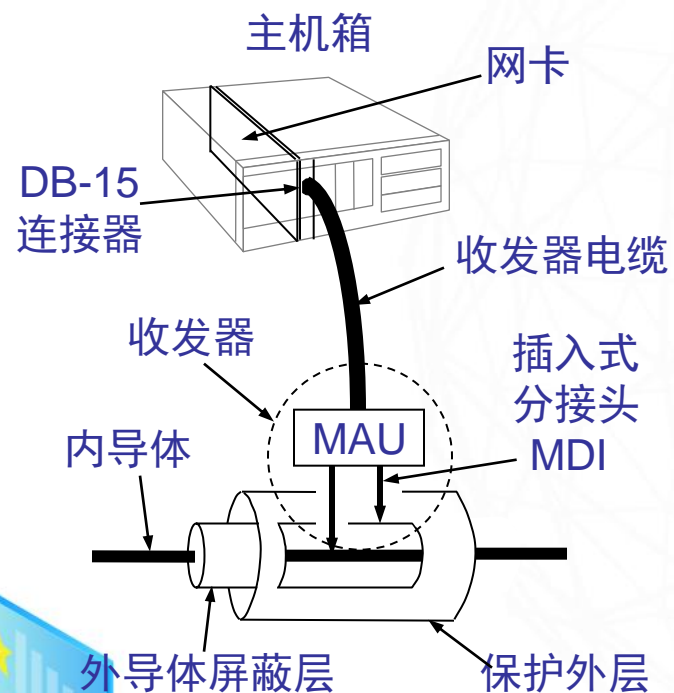 主机箱
网卡
DB-15
连接器
收发器电缆
收发器
插入式
分接头
MDI
MAU
内导体
外导体屏蔽层
保护外层